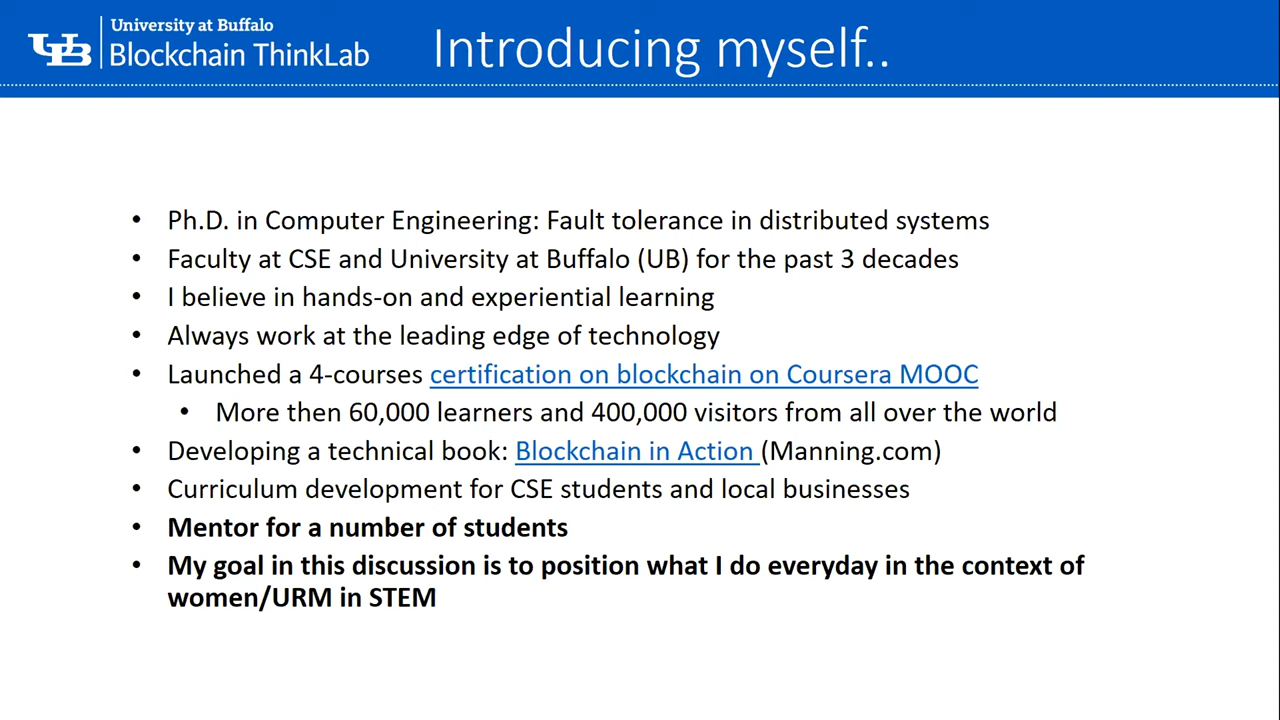 University at Buffalo
UB
Blockchain ThinkLab
Introducing myself..
• Ph.D. in Computer Engineering: Fault tolerance in distributed systems
• Faculty at CSE and University at Buffalo (UB) for the past 3 decades
• I believe in hands-on and experiential learning
• Always work at the leading edge of technology
• Launched a 4-courses certification on blockchain on Coursera MOOC
• More then 60,000 learners and 400,000 visitors from all over the world
• Developing a technical book: Blockchain in Action (Manning.com)
• Curriculum development for CSE students and local businesses
• Mentor for a number of students
• My goal in this discussion is to position what I do everyday in the context of
women/URM in STEM